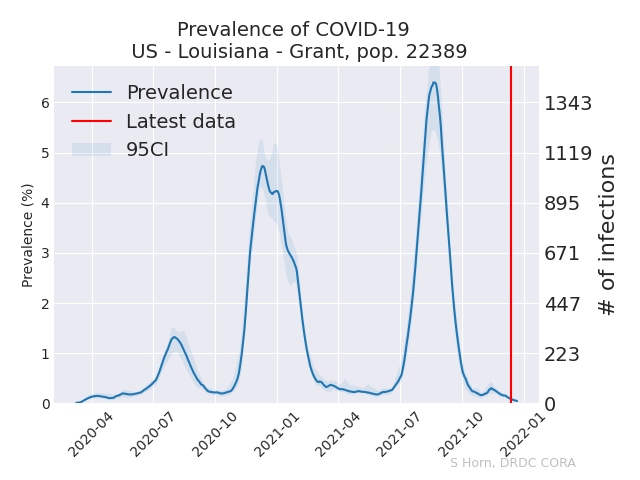 Prevalence of COVID-19
US - Louisiana - Grant, pop. 22389
Prevalence
Latest data
95CI
Prevalence (%)
6
5
4
3
2
1
0
1343
1119
895
671
447
223
0
# of infections
2020-04
2020-07
2020-10
2021-01
2021-04
2021-07
2021-10
2022-01
S Horn, DRDC CORA